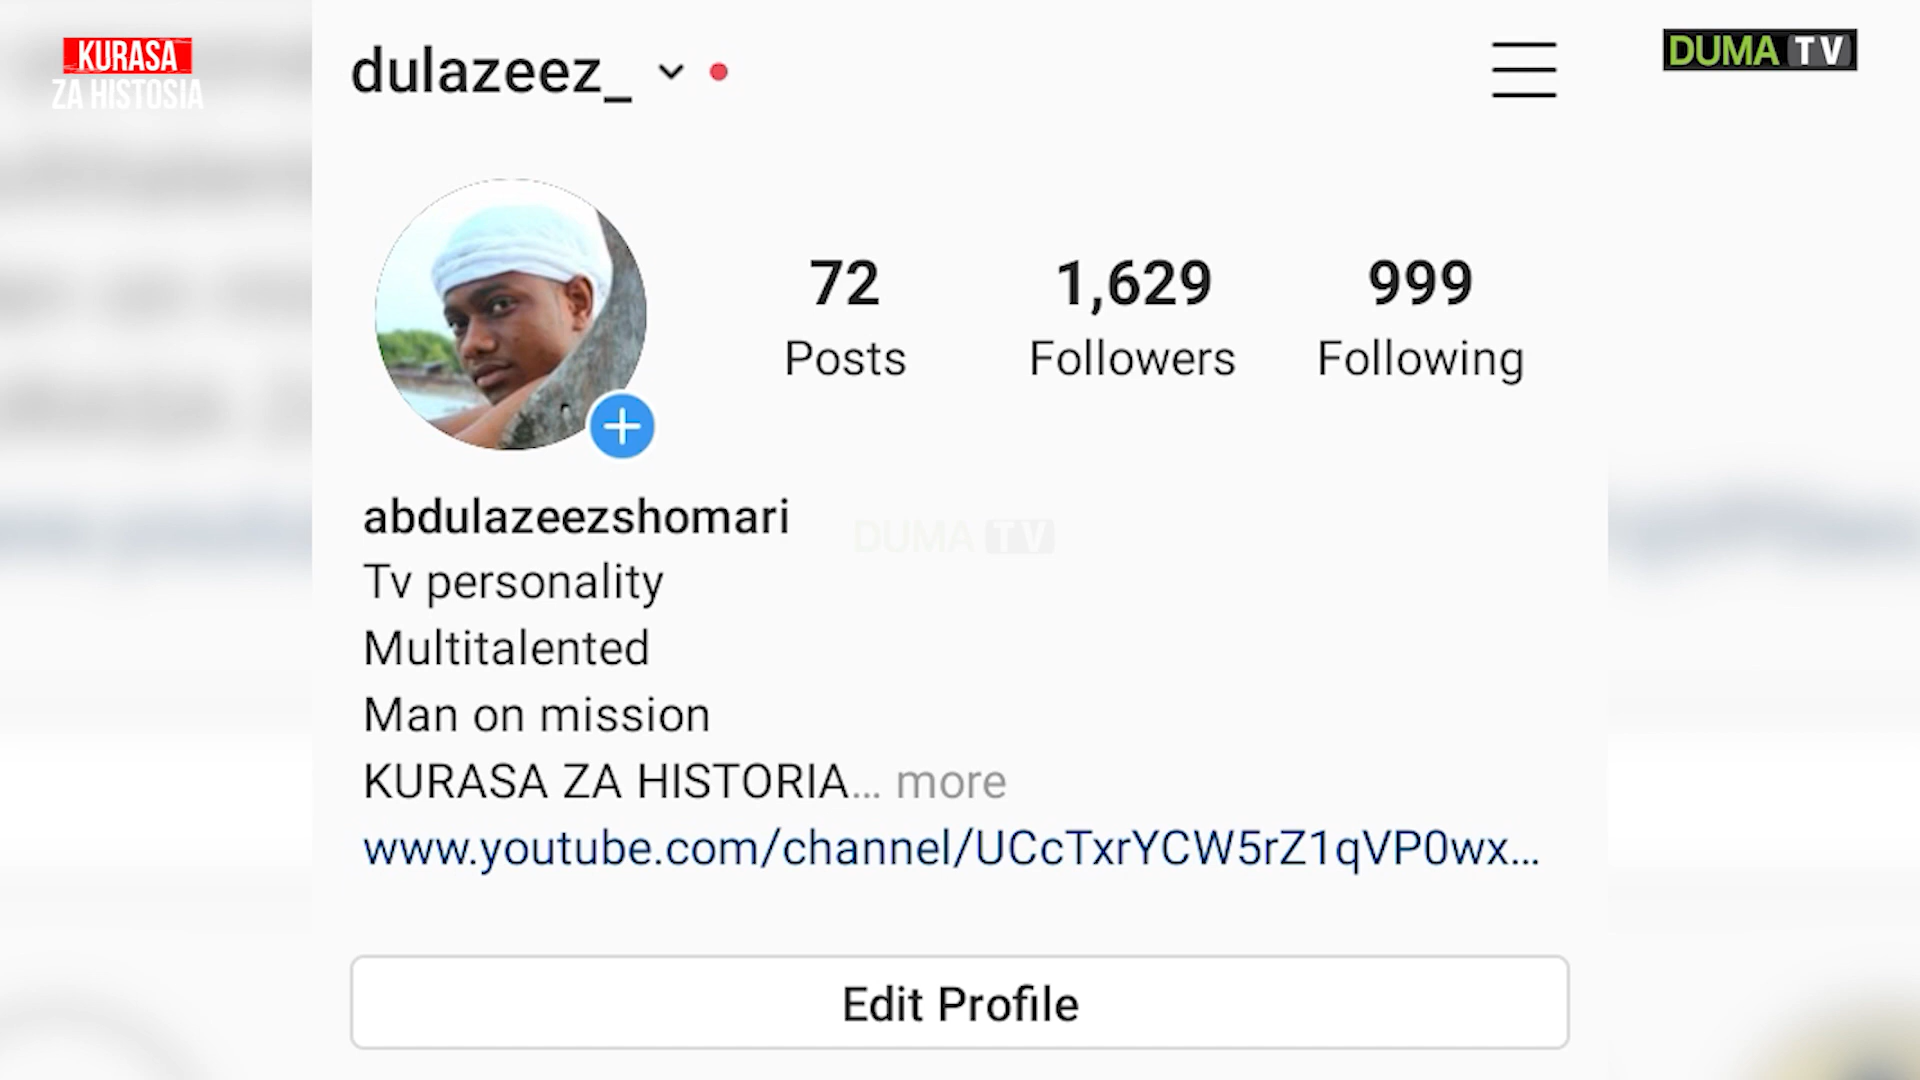 KURASA
ZA HISTOSIA
DUMA TV
dulazeez_
72
Posts
1,629
Followers
999
Following
abdulazeezshomari
DUMA TV
Tv personality
Multitalented
Man on mission
KURASA ZA HISTORIA... more
www.youtube.com/channel/UCcTxrYCW5rZ1qVP0wx...
Edit Profile